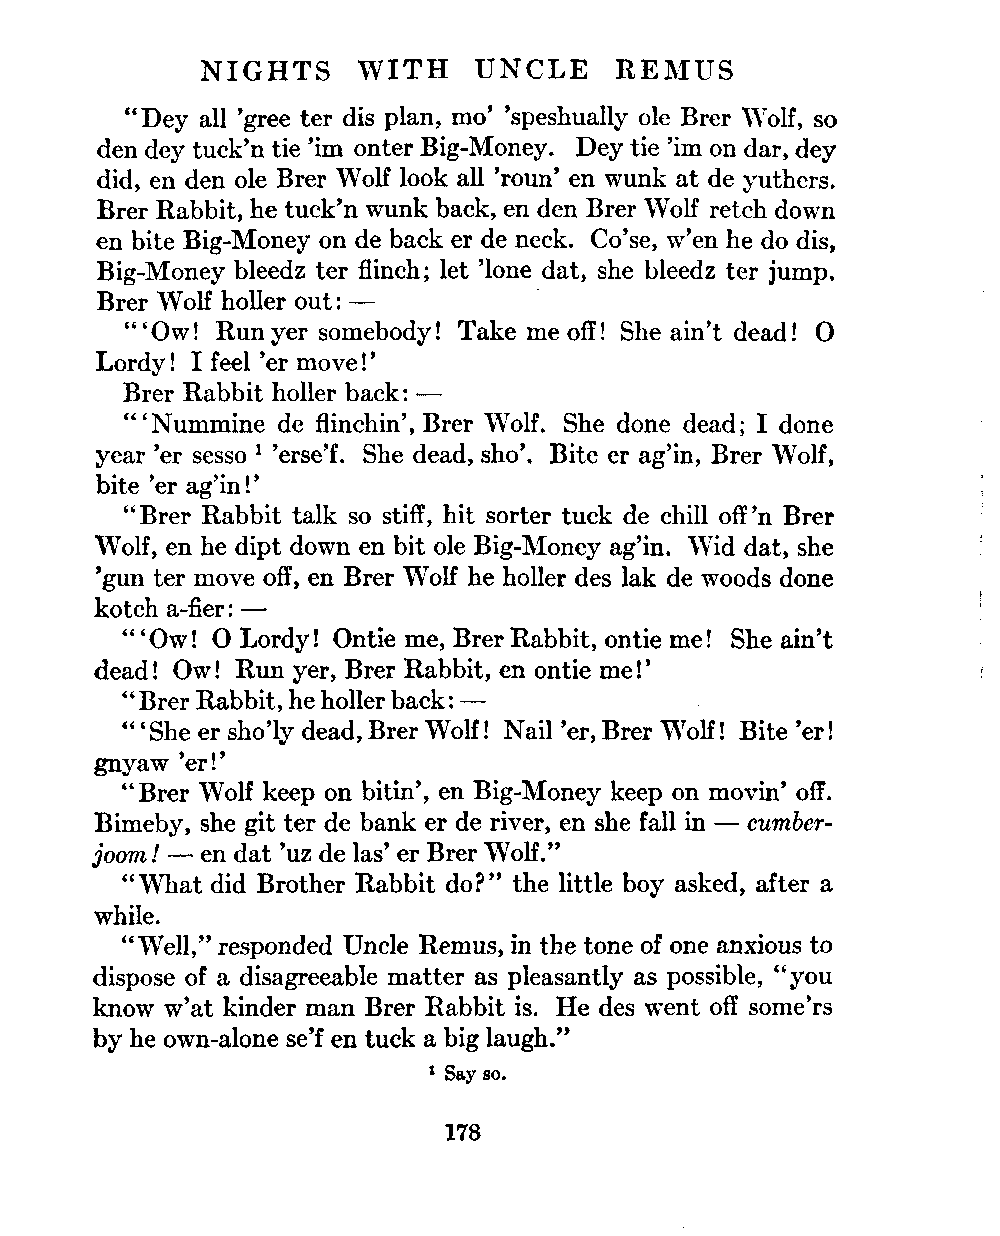 NIGHTS WITH UNCLE REMUS
“Dey all ’gree ter dis plan, mo’ ’speshually ole Brer Wolf, so
den dey tuck’n tie ’im onter Big-Money. Dey tie ’im on dar, dey
did, en den ole Brer Wolf look all ’roun’ en wunk at de yuthers.
Brer Rabbit, he tuck’n wunk back, en den Brer Wolf retch down
en bite Big-Money on de back er de neck. Co’se, w’en he do dis,
Big-Money bleedz ter flinch; let ’lone dat, she bleedz ter jump.
Brer Wolf holler out: —
“‘Ow! Run yer somebody! Take me off! She ain’t dead! O
Lordy! I feel ’er move!’
Brer Rabbit holler back: —
“‘Nummine de flinchin’, Brer Wolf. She done dead; I done
year ’er sesso ¹ ’erse’f. She dead, sho’. Bite er ag’in, Brer Wolf,
bite ’er ag’in!’
“Brer Rabbit talk so stiff, hit sorter tuck de chill off’n Brer
Wolf, en he dipt down en bit ole Big-Money ag’in. Wid dat, she
’gun ter move off, en Brer Wolf he holler des lak de woods done
kotch a-fier: —
“‘Ow! O Lordy! Ontie me, Brer Rabbit, ontie me! She ain’t
dead! Ow! Run yer, Brer Rabbit, en ontie me!’
“Brer Rabbit, he holler back: —
“‘She er sho’ly dead, Brer Wolf! Nail ’er, Brer Wolf! Bite ’er!
gnyaw ’er!’
“Brer Wolf keep on bitin’, en Big-Money keep on movin’ off.
Bimeby, she git ter de bank er de river, en she fall in — cumber-
joom! — en dat ’uz de las’ er Brer Wolf.”
“What did Brother Rabbit do?” the little boy asked, after a
while.
“Well,” responded Uncle Remus, in the tone of one anxious to
dispose of a disagreeable matter as pleasantly as possible, “you
know w’at kinder man Brer Rabbit is. He des went off some’rs
by he own-alone se’f en tuck a big laugh.”
¹ Say so.
178